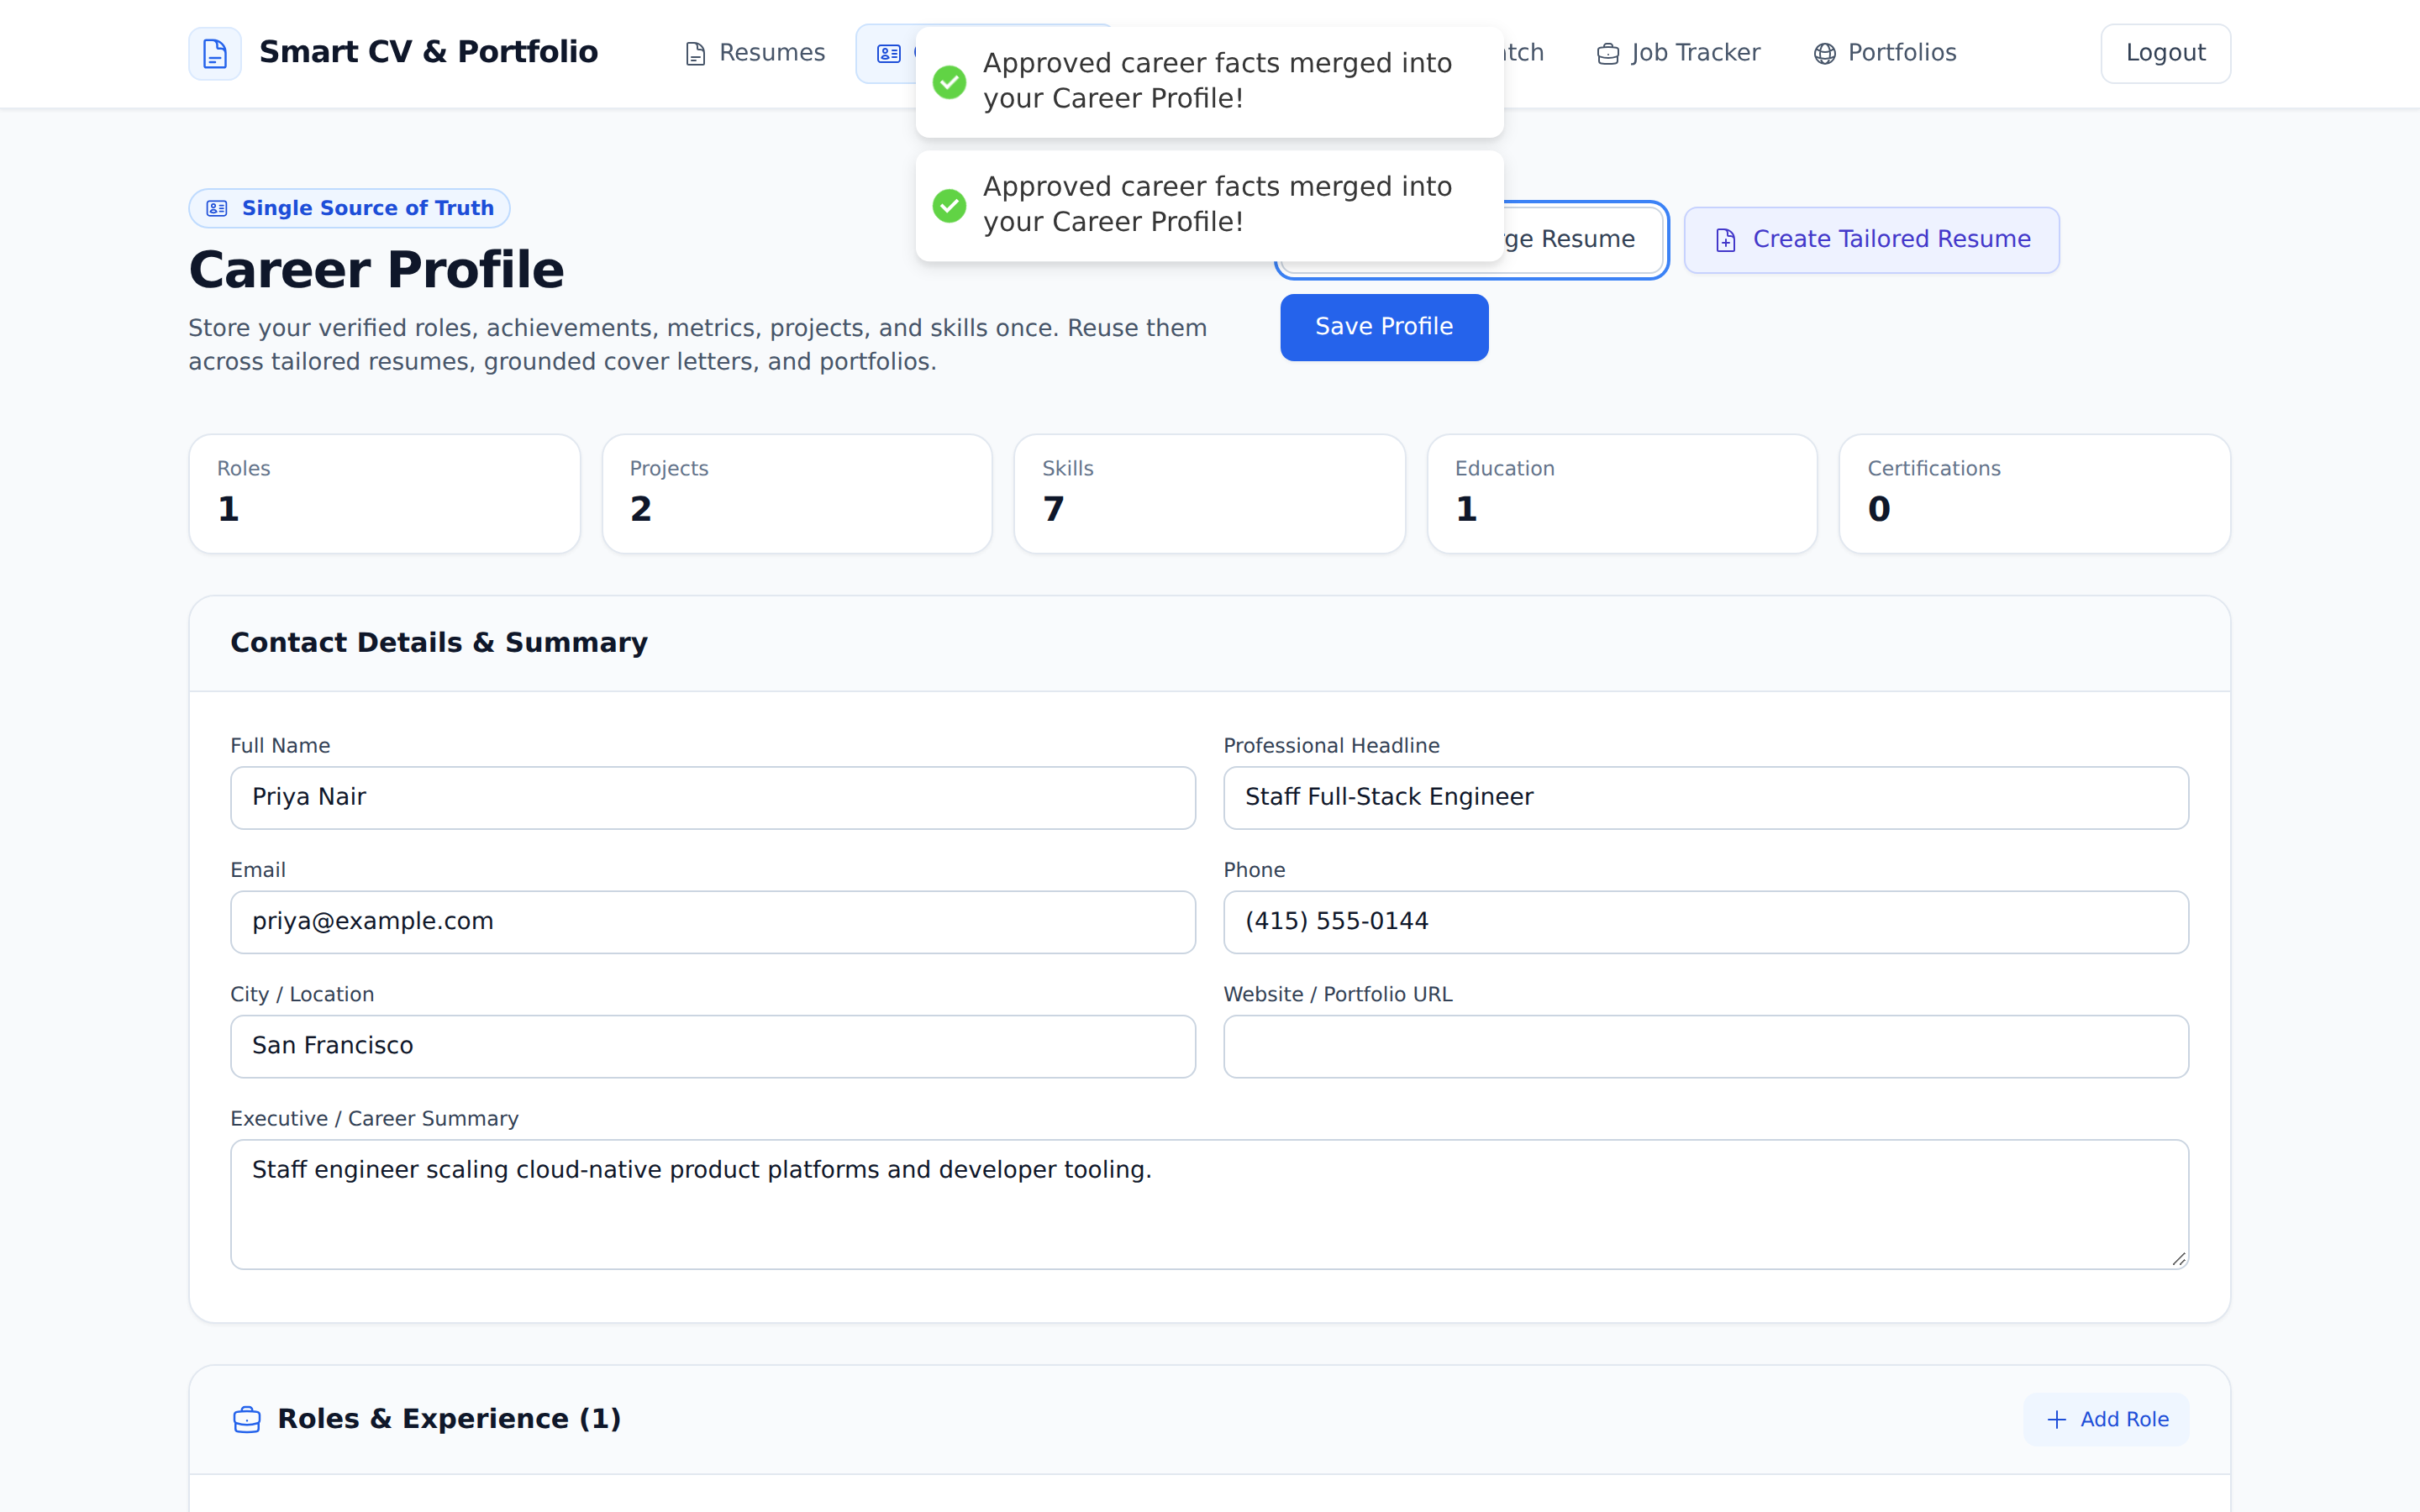 Smart CV & Portfolio
Resumes
Job Tracker
Portfolios
Logout
Approved career facts merged into
your Career Profile!
Approved career facts merged into
your Career Profile!
Single Source of Truth
Career Profile
Store your verified roles, achievements, metrics, projects, and skills once. Reuse them
across tailored resumes, grounded cover letters, and portfolios.
Resume
Create Tailored Resume
Save Profile
Roles
1
Projects
2
Skills
7
Education
1
Certifications
0
Contact Details & Summary
Full Name
Priya Nair
Professional Headline
Staff Full-Stack Engineer
Email
priya@example.com
Phone
(415) 555-0144
City / Location
San Francisco
Website / Portfolio URL
Executive / Career Summary
Staff engineer scaling cloud-native product platforms and developer tooling.
Roles & Experience (1)
Add Role